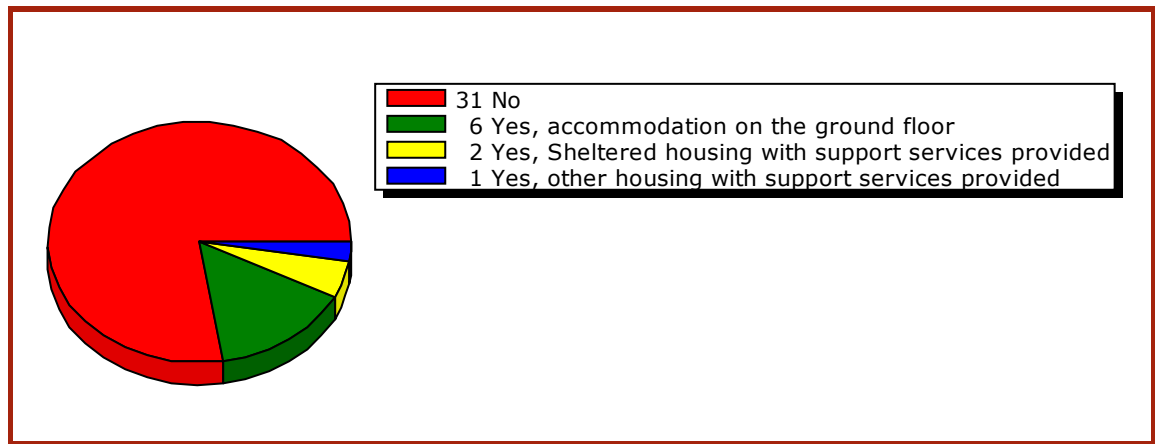 31 No
6 Yes, accommodation on the ground floor
2 Yes, Sheltered housing with support services provided
1 Yes, other housing with support services provided